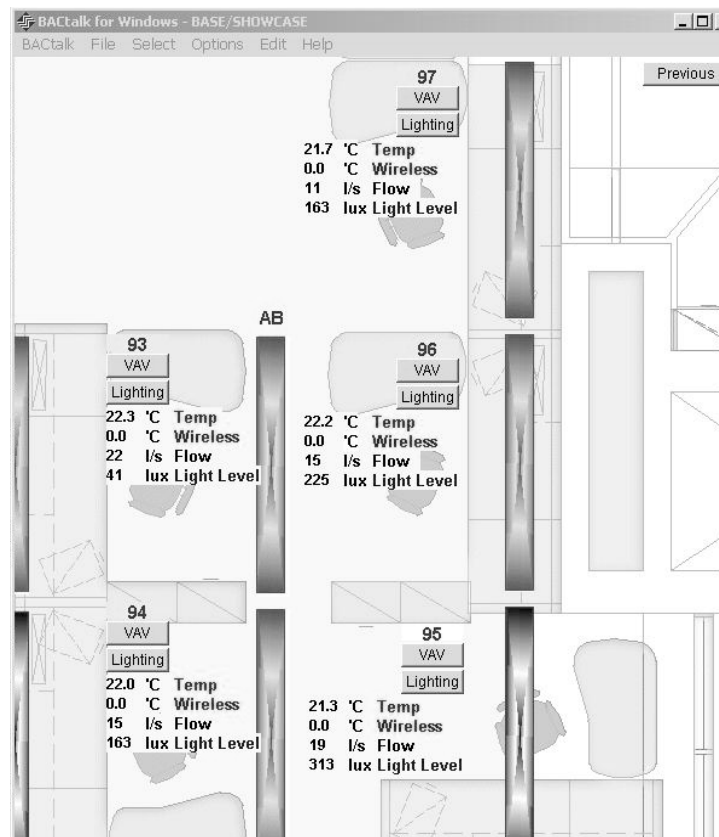 BACtalk for Windows - BASE/SHOWCASE
BACtalk File Select Options Edit Help
Previous
97
VAV
Lighting
21.7 'C Temp
0.0 'C Wireless
11 l/s Flow
163 lux Light Level
AB
93
VAV
Lighting
22.3 'C Temp
0.0 'C Wireless
22 l/s Flow
41 lux Light Level
96
VAV
Lighting
22.2 'C Temp
0.0 'C Wireless
15 l/s Flow
225 lux Light Level
94
VAV
Lighting
22.0 'C Temp
0.0 'C Wireless
15 l/s Flow
163 lux Light Level
95
VAV
Lighting
21.3 'C Temp
0.0 'C Wireless
19 l/s Flow
313 lux Light Level